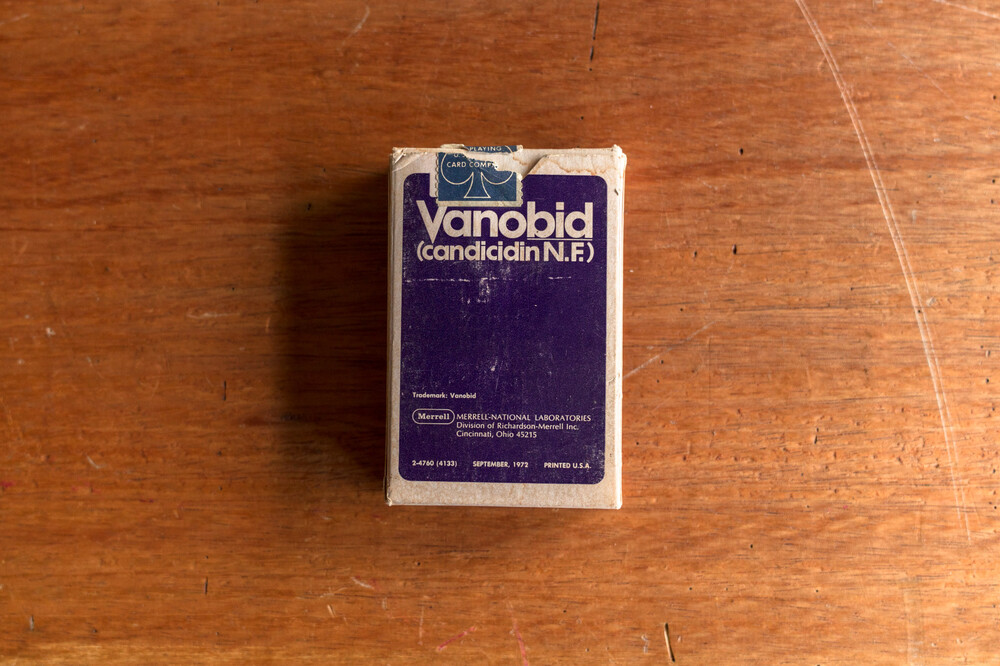 PLAYING
U.S.
CARD COMP
Vanobid
(candicidin N.F.)
Trademark: Vanobid
Merrell MERRELL-NATIONAL LABORATORIES
Division of Richardson-Merrell Inc.
Cincinnati, Ohio 45215
2-4760 (4133) SEPTEMBER, 1972 PRINTED U.S.A.